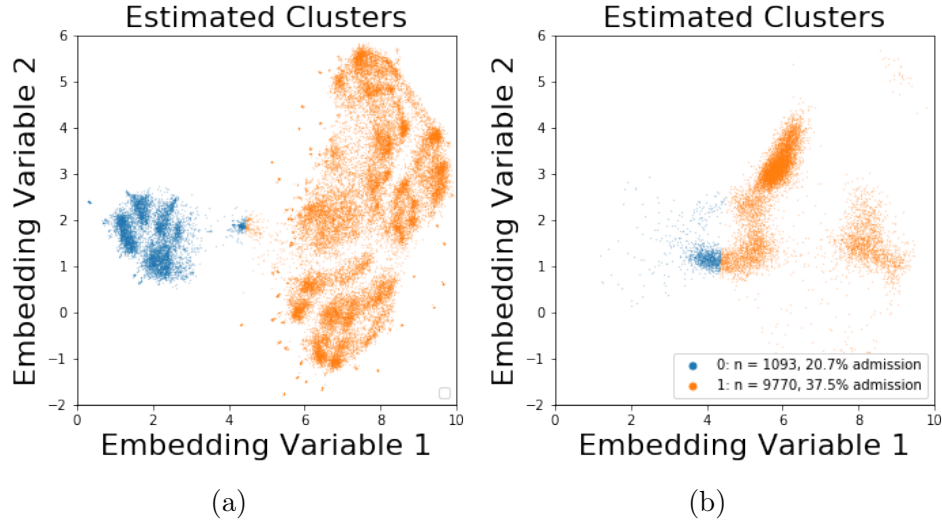 Estimated Clusters
Embedding Variable 2
6
5
4
3
2
1
0
−1
−2
0 2 4 6 8 10
Embedding Variable 1
(a)
Estimated Clusters
Embedding Variable 2
6
5
4
3
2
1
0
−1
−2
0: n = 1093, 20.7% admission
1: n = 9770, 37.5% admission
0 2 4 6 8 10
Embedding Variable 1
(b)